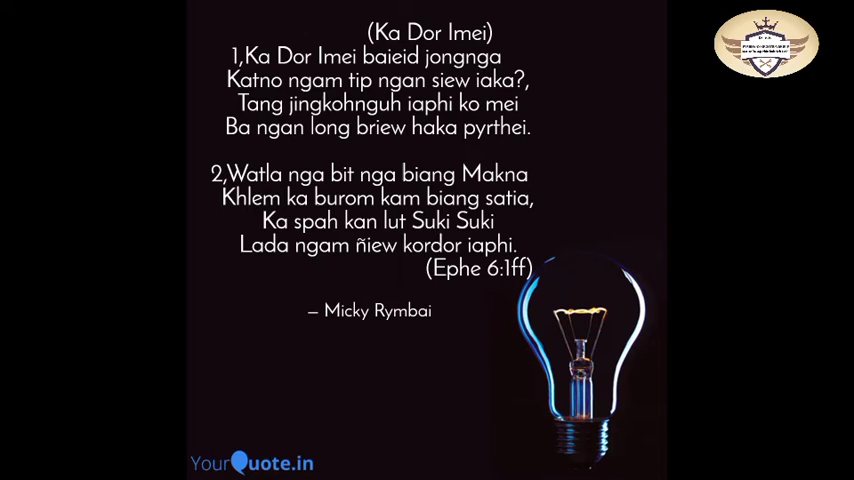 (Ka Dor Imei)
1,Ka Dor Imei baieid jongnga
Katno ngam tip ngan siew iaka?,
Tang jingkohnguh iaphi ko mei
Ba ngan long briew haka pyrthei.
2,Watla nga bit nga biang Makna
Khlem ka burom kam biang satia,
Ka spah kan lut Suki Suki
Lada ngam ñiew kordor iaphi.
(Ephe 6:1ff)
– Micky Rymbai
YourQuote.in